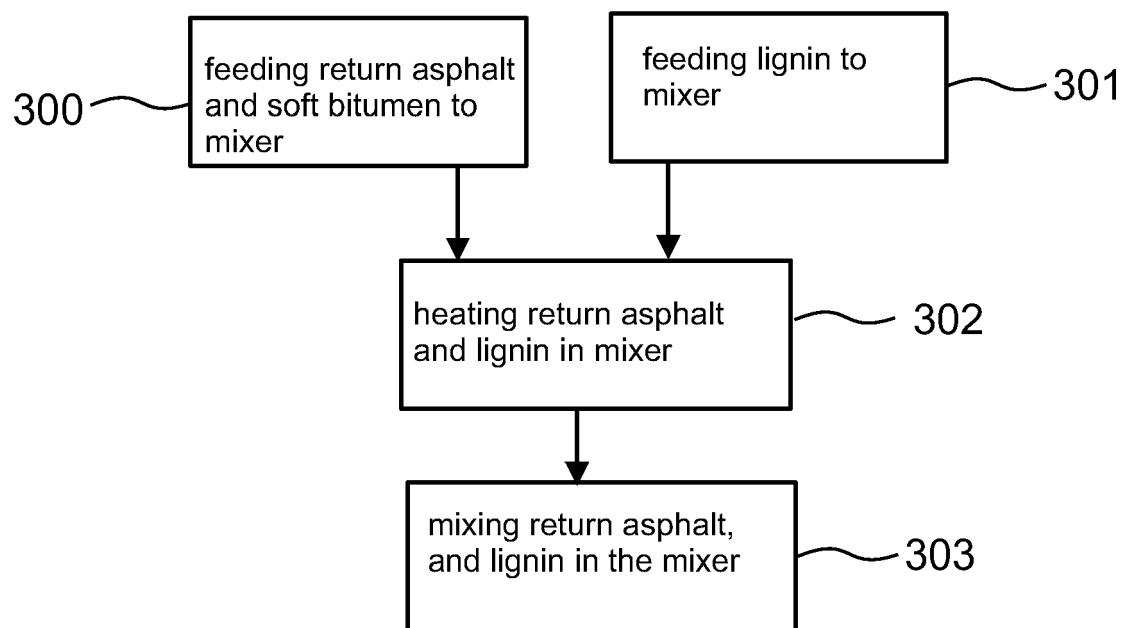 feeding return asphalt
and soft bitumen to
mixer
300
feeding lignin to
mixer
301
heating return asphalt
and lignin in mixer
302
mixing return asphalt,
and lignin in the mixer
303